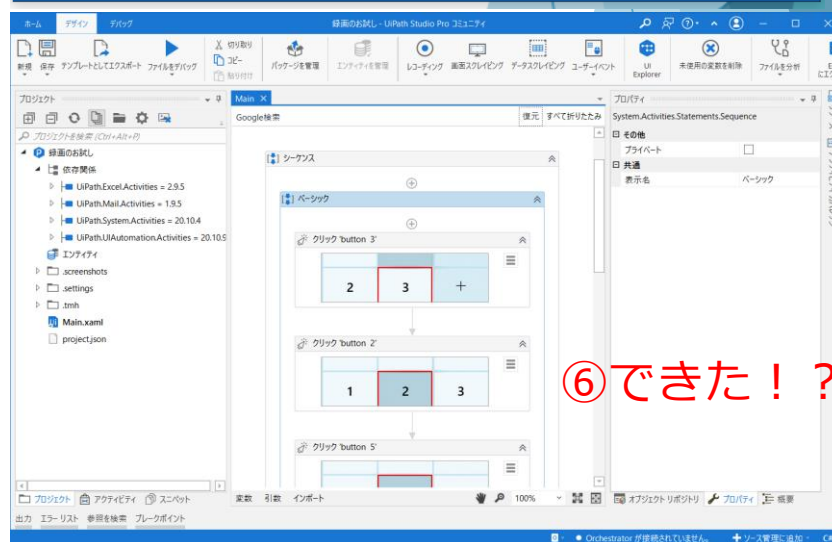 ホーム デザイン デバッグ 録画のお試し - UiPath Studio Pro コミュニティ
新規 保存 テンプレートとしてエクスポート ファイルをデバッグ 切り取り コピー 貼り付け パッケージを管理 エンティティを管理 レコーディング 画面スクレイピング データスクレイピング ユーザーイベント UI Explorer 未使用の変数を削除 ファイルを分析
プロジェクト
プロジェクトを検索 (Ctrl+Alt+P)
録画のお試し
依存関係
UiPath.Excel.Activities = 2.9.5
UiPath.Mail.Activities = 1.9.5
UiPath.System.Activities = 20.10.4
UiPath.UIAutomation.Activities = 20.10.9
エンティティ
.screenshots
.settings
.tmh
Main.xaml
project.json
Main
Google検索 復元 すべて折りたたみ
シーケンス
ベーシック
クリック 'button 3'
2 3 +
クリック 'button 2'
1 2 3
クリック 'button 5'
プロパティ
System.Activities.Statements.Sequence
その他
プライベート
共通
表示名 ベーシック
⑥できた！？
プロジェクト アクティビティ スニペット 変数 引数 インポート 100% オブジェクト リポジトリ プロパティ 概要
出力 エラー リスト 参照を検索 ブレークポイント
Orchestrator が接続されていません。 ソース管理に追加